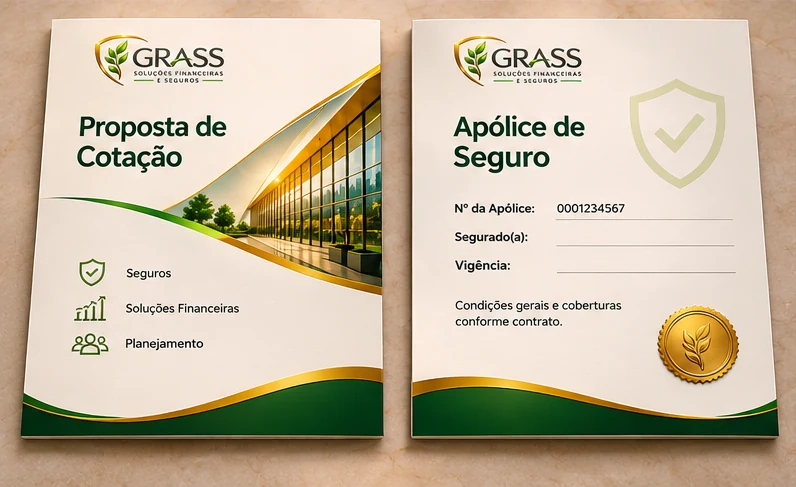 GRASS
SOLUÇÕES FINANCEIRAS
E SEGUROS
Proposta de
Cotação
Seguros
Soluções Financeiras
Planejamento
GRASS
SOLUÇÕES FINANCEIRAS
E SEGUROS
Apólice de
Seguro
Nº da Apólice: 0001234567
Segurado(a):
Vigência:
Condições gerais e coberturas
conforme contrato.